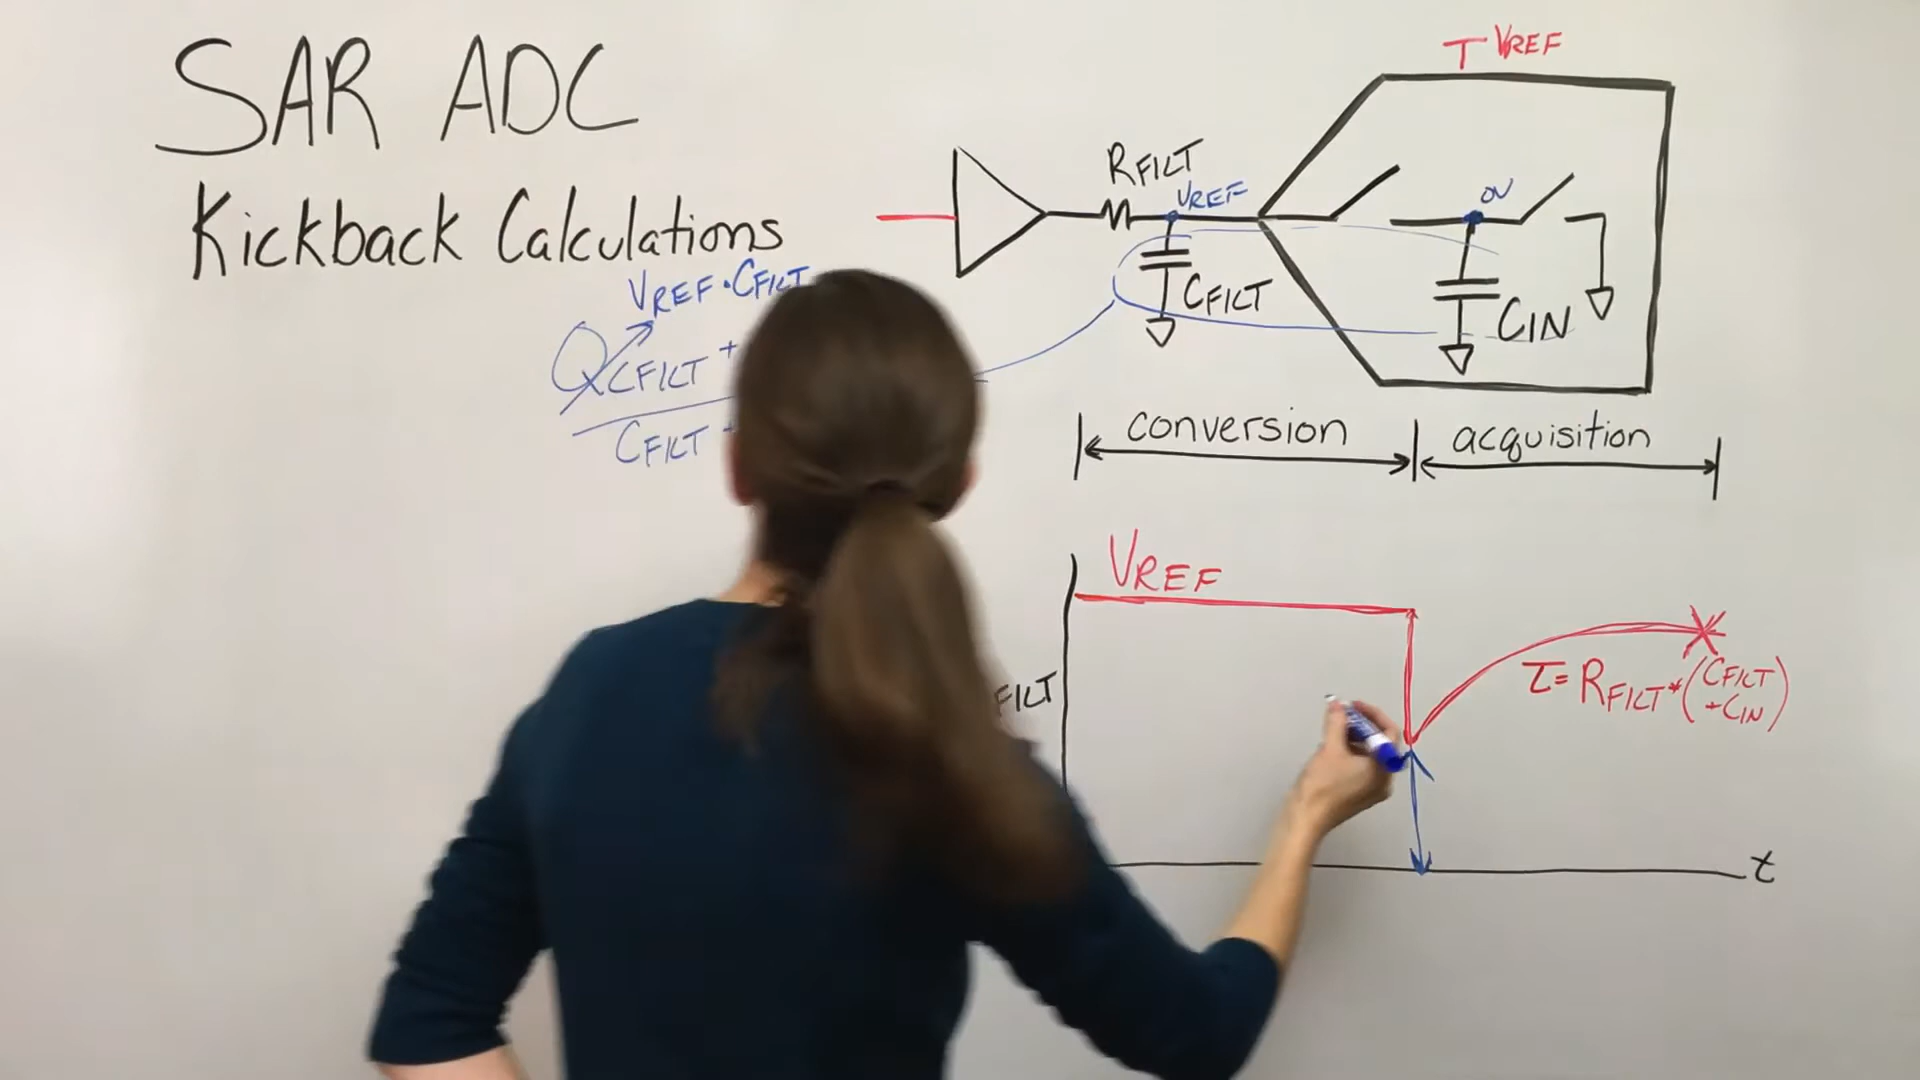 SAR ADC
Kickback Calculations
VREF · CFILT
QCFILT +
CFILT +
VREF
RFILT
VREF
0V
CFILT
CIN
conversion
acquisition
VREF
FILT
τ= RFILT* (CFILT
+CIN)
t